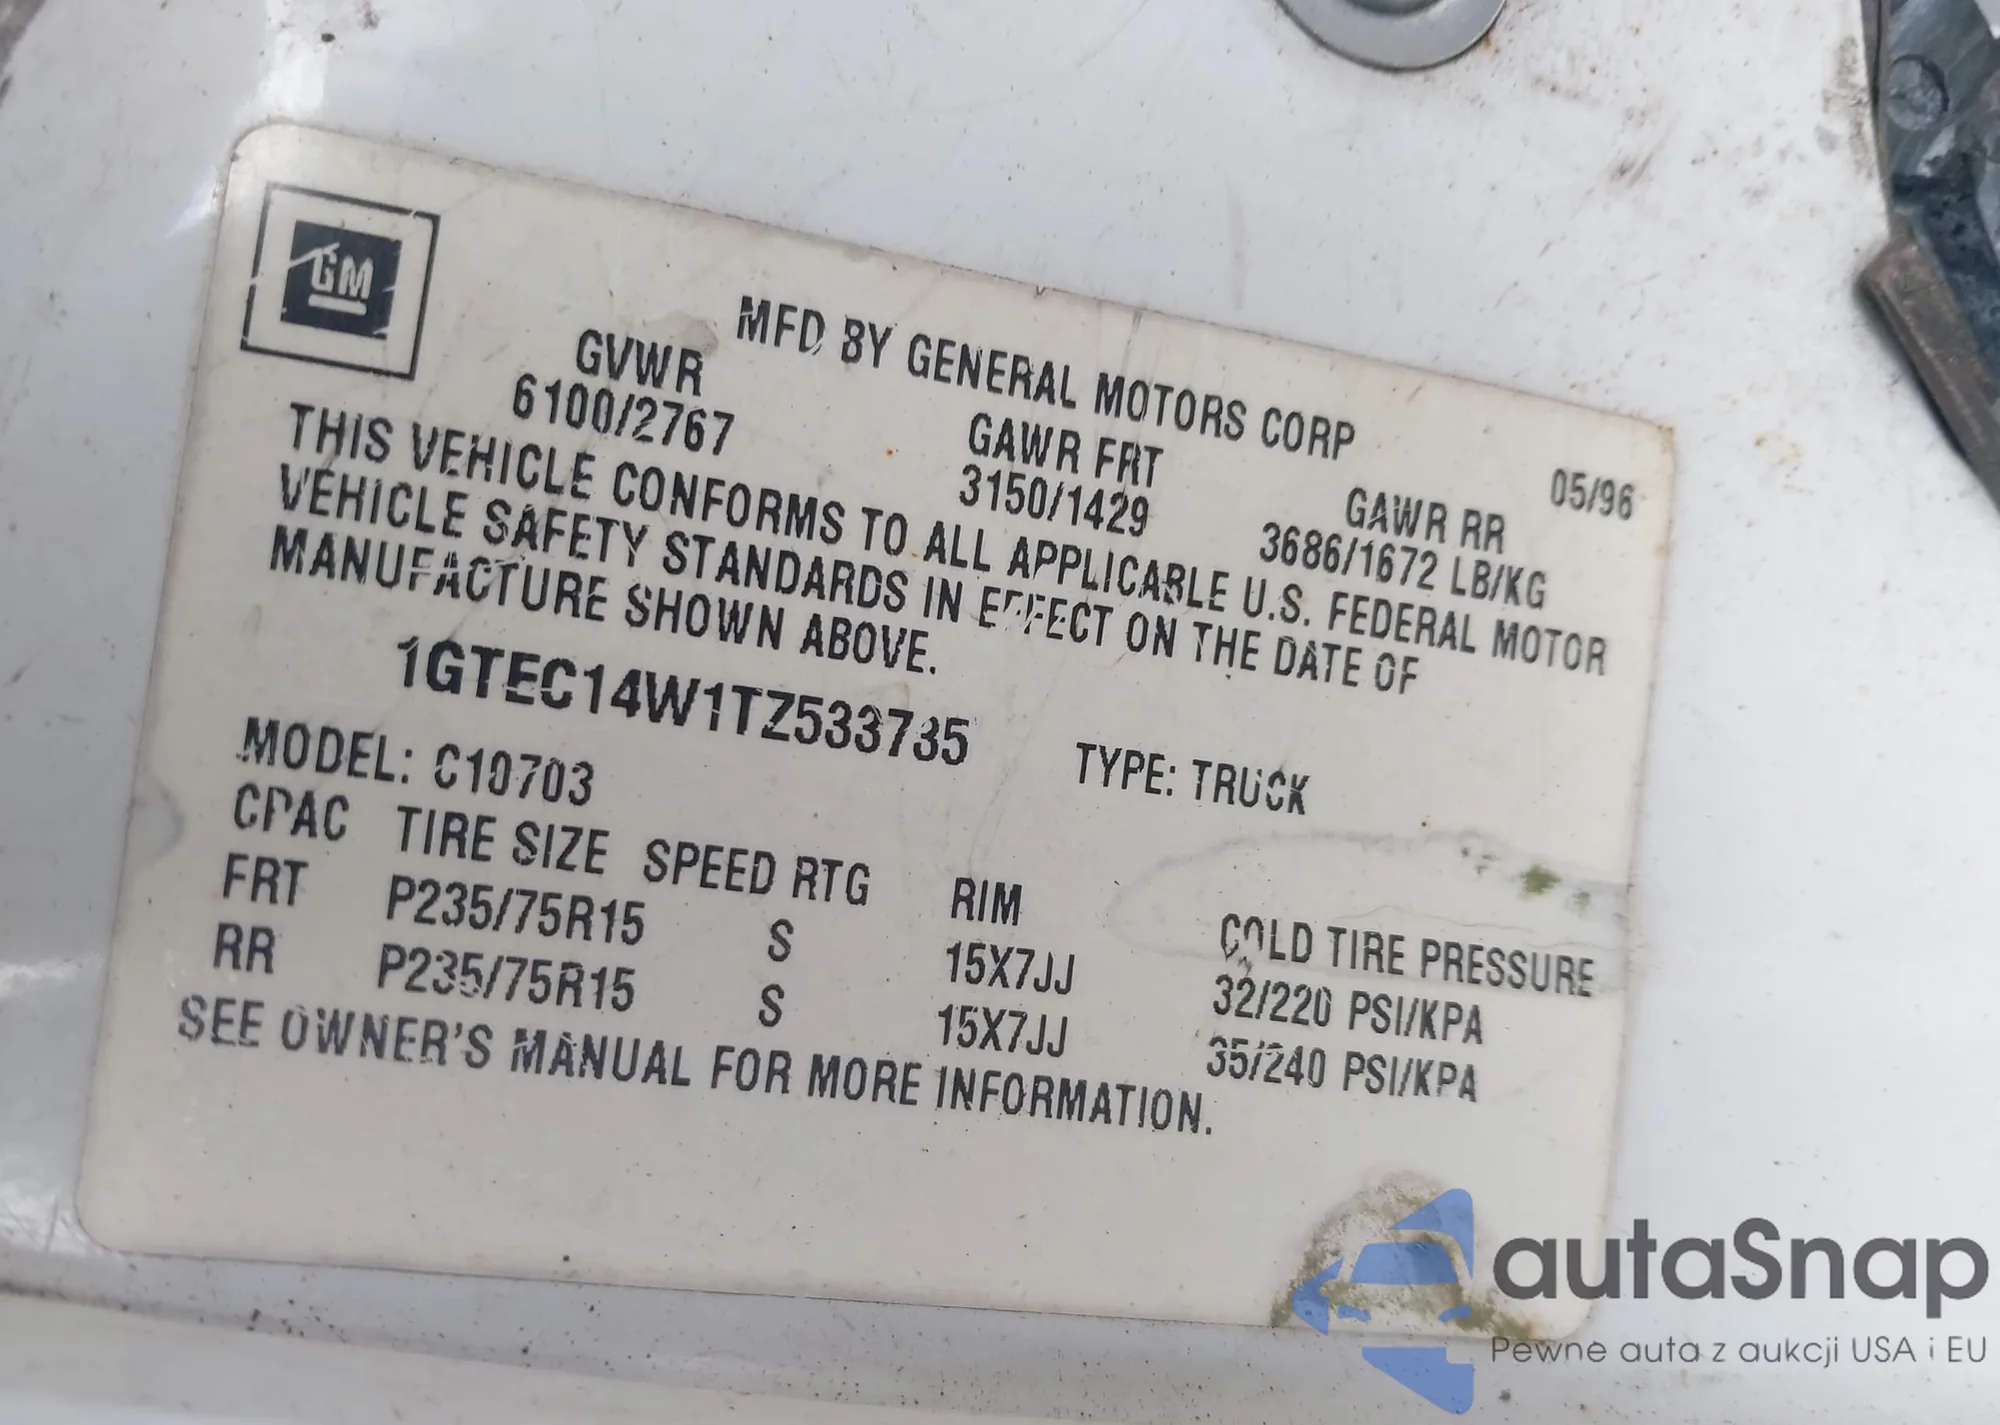 GM
MFD BY GENERAL MOTORS CORP 05/96
GVWR GAWR FRT GAWR RR
6100/2767 3150/1429 3686/1672 LB/KG
THIS VEHICLE CONFORMS TO ALL APPLICABLE U.S. FEDERAL MOTOR
VEHICLE SAFETY STANDARDS IN EFFECT ON THE DATE OF
MANUFACTURE SHOWN ABOVE.
1GTEC14W1TZ533735
TYPE: TRUCK
MODEL: C10703
CPAC TIRE SIZE SPEED RTG RIM COLD TIRE PRESSURE
FRT P235/75R15 S 15X7JJ 32/220 PSI/KPA
RR P235/75R15 S 15X7JJ 35/240 PSI/KPA
SEE OWNER'S MANUAL FOR MORE INFORMATION.
autaSnap
Pewne auta z aukcji USA i EU